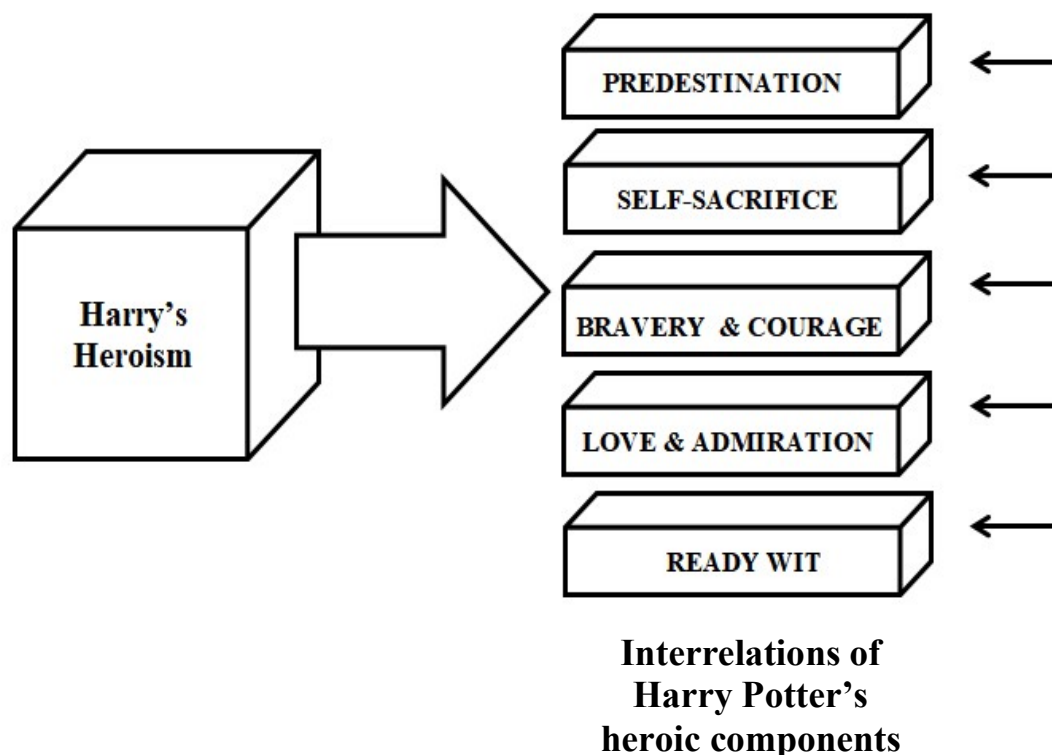 PREDESTINATION
SELF-SACRIFICE
Harry’s
Heroism
BRAVERY & COURAGE
LOVE & ADMIRATION
READY WIT
Interrelations of
Harry Potter’s
heroic components